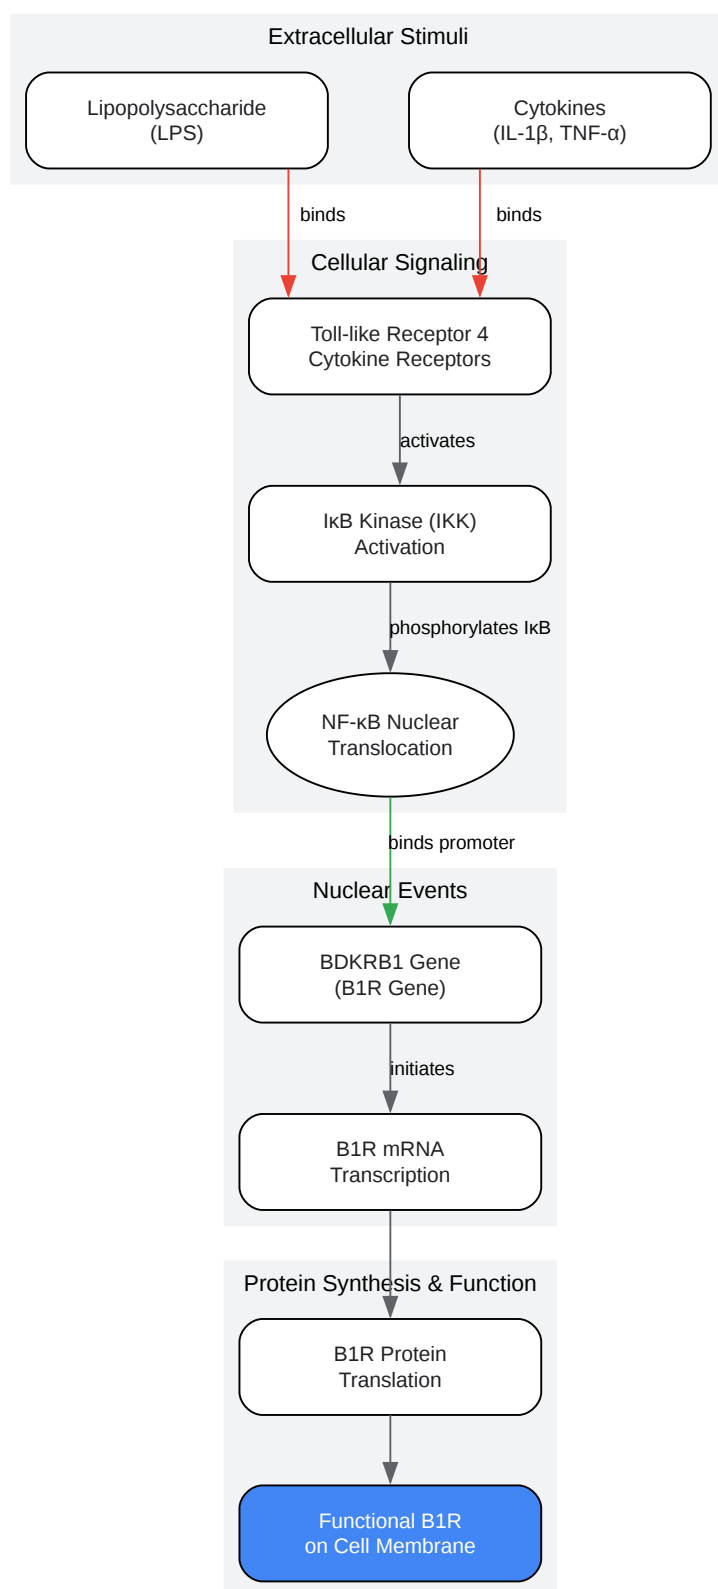 Extracellular Stimuli
Lipopolysaccharide
(LPS)
Cytokines
(IL-1β, TNF-α)
binds
binds
Cellular Signaling
Toll-like Receptor 4
Cytokine Receptors
activates
IκB Kinase (IKK)
Activation
phosphorylates IκB
NF-κB Nuclear
Translocation
binds promoter
Nuclear Events
BDKRB1 Gene
(B1R Gene)
initiates
B1R mRNA
Transcription
Protein Synthesis & Function
B1R Protein
Translation
Functional B1R
on Cell Membrane